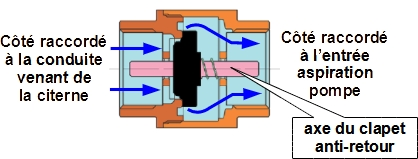 Côté raccordé
à la conduite
venant de
la citerne
Côté raccordé
à l'entrée
aspiration
pompe
axe du clapet
anti-retour